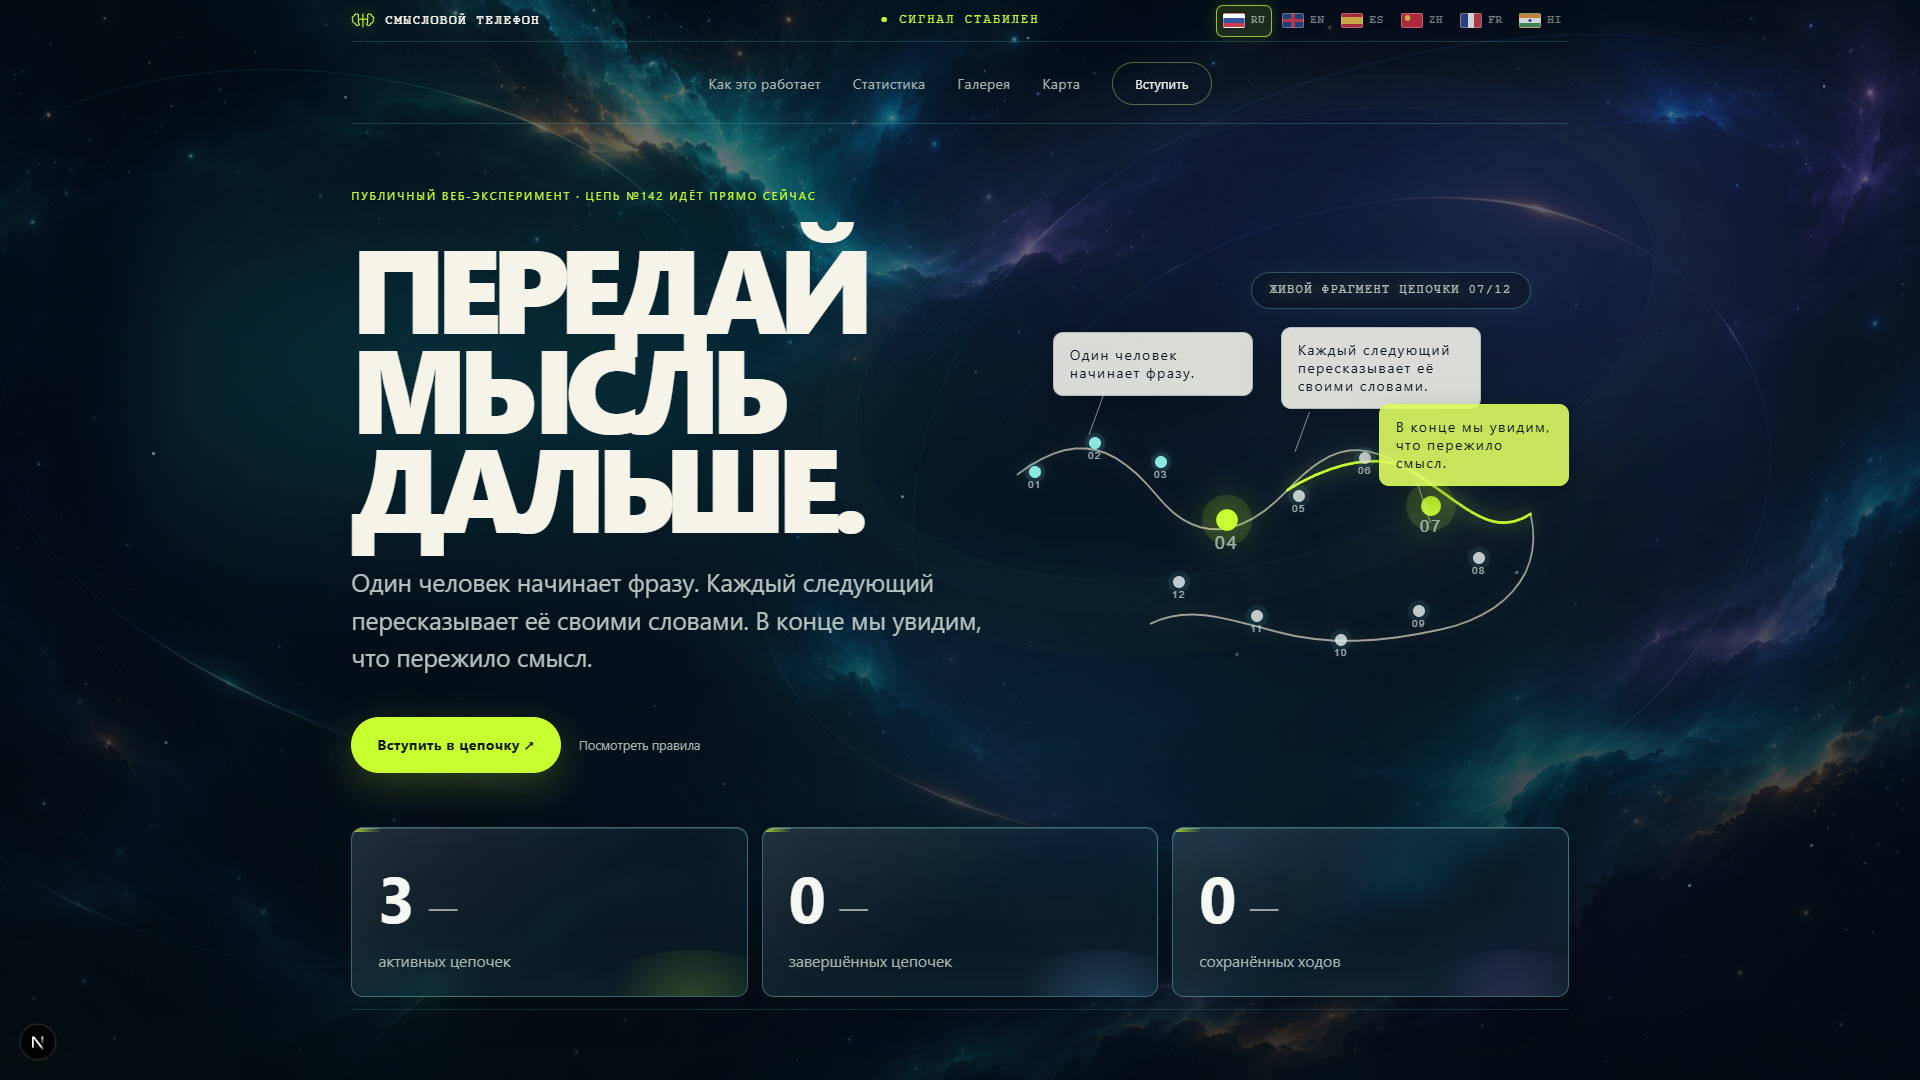 СМЫСЛОВОЙ ТЕЛЕФОН
СИГНАЛ СТАБИЛЕН
RU
EN
ES
ZH
FR
HI
Как это работает
Статистика
Галерея
Карта
Вступить
ПУБЛИЧНЫЙ ВЕБ-ЭКСПЕРИМЕНТ · ЦЕПЬ №142 ИДЁТ ПРЯМО СЕЙЧАС
ПЕРЕДАЙ
МЫСЛЬ
ДАЛЬШЕ.
Один человек начинает фразу. Каждый следующий
пересказывает её своими словами. В конце мы увидим,
что пережило смысл.
Вступить в цепочку ↗
Посмотреть правила
ЖИВОЙ ФРАГМЕНТ ЦЕПОЧКИ 07/12
Один человек
начинает фразу.
Каждый следующий
пересказывает её
своими словами.
В конце мы увидим,
что пережило
смысл.
01
02
03
04
05
06
07
08
09
10
11
12
3 —
активных цепочек
0 —
завершённых цепочек
0 —
сохранённых ходов
N